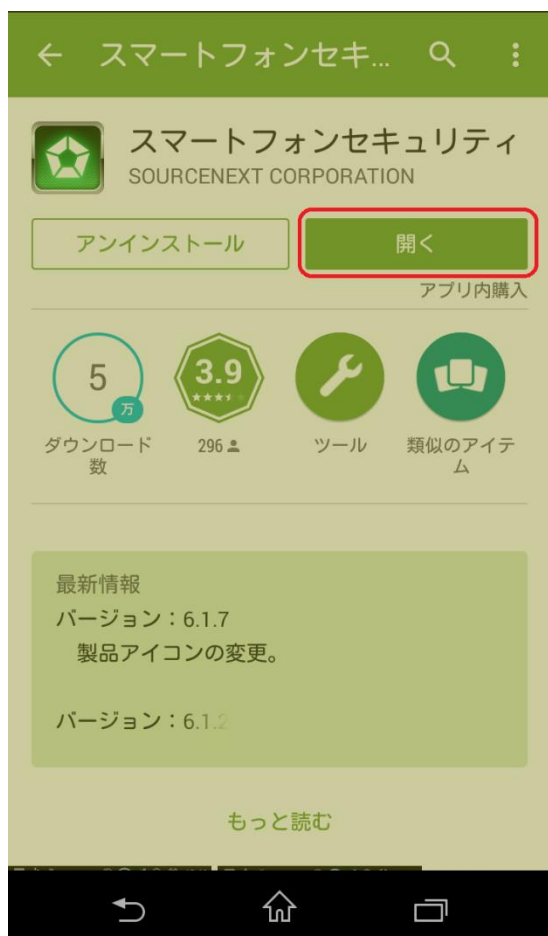 スマートフォンセキ...
スマートフォンセキュリティ
SOURCENEXT CORPORATION
アンインストール
開く
アプリ内購入
5
万
3.9
ダウンロード
数
296
ツール
類似のアイテ
ム
最新情報
バージョン：6.1.7
製品アイコンの変更。
バージョン：6.1.2
もっと読む